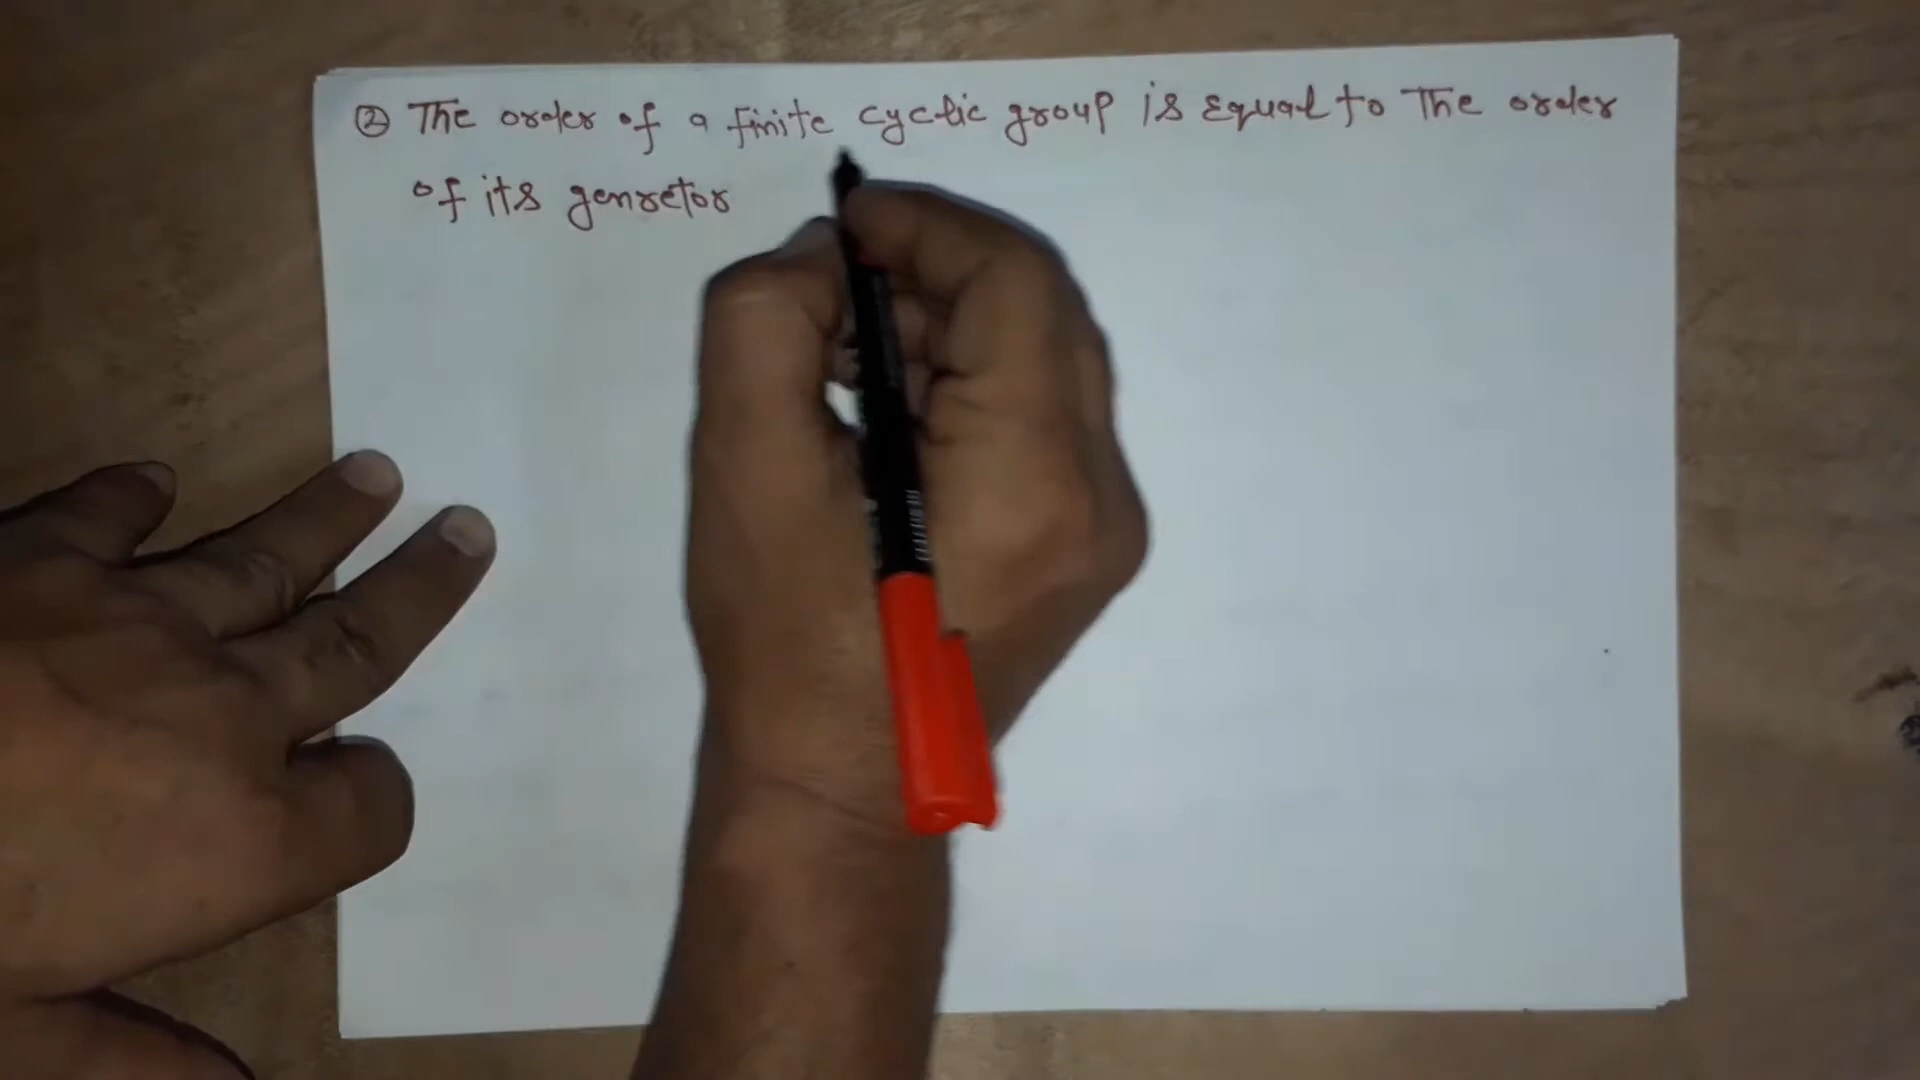 ② The order of a finite cyclic group is equal to The order
of its genretor